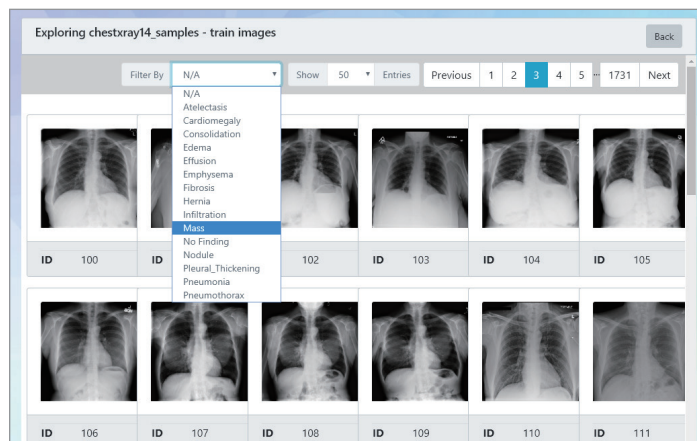 Exploring chestxray14_samples - train images
Back
Filter By N/A Show 50 Entries Previous 1 2 3 4 5 ... 1731 Next
N/A
Atelectasis
Cardiomegaly
Consolidation
Edema
Effusion
Emphysema
Fibrosis
Hernia
Infiltration
Mass
No Finding
Nodule
Pleural_Thickening
Pneumonia
Pneumothorax
ID 100 ID 102 ID 103 ID 104 ID 105
ID 106 ID 107 ID 108 ID 109 ID 110 ID 111